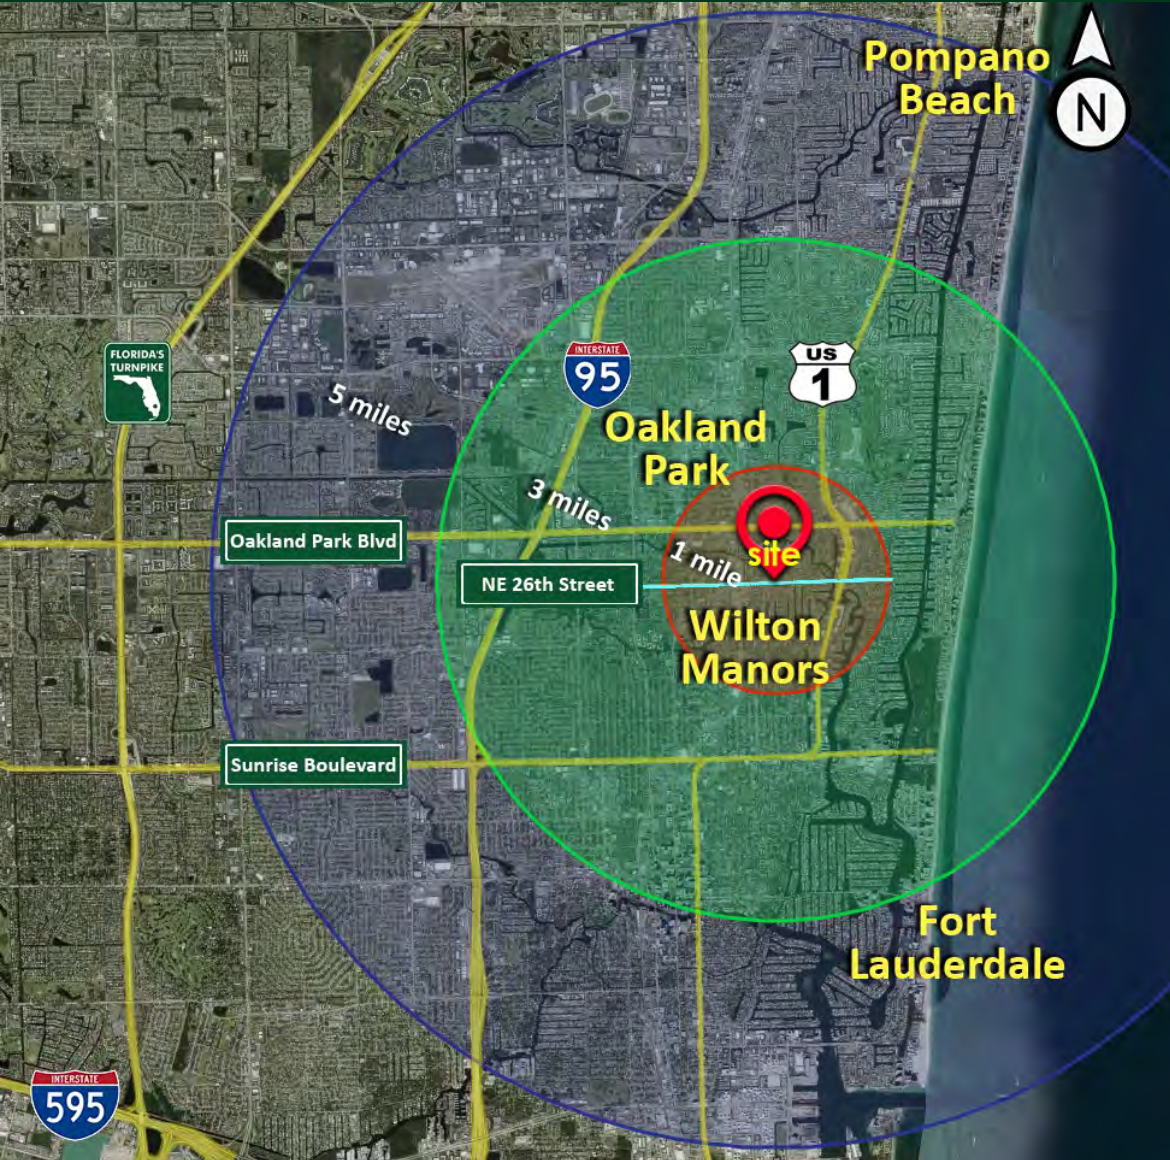 Pompano
Beach
N
FLORIDA'S
TURNPIKE
INTERSTATE
95
US
1
5 miles
Oakland
Park
3 miles
Oakland Park Blvd
site
1 mile
NE 26th Street
Wilton
Manors
Sunrise Boulevard
Fort
Lauderdale
INTERSTATE
595